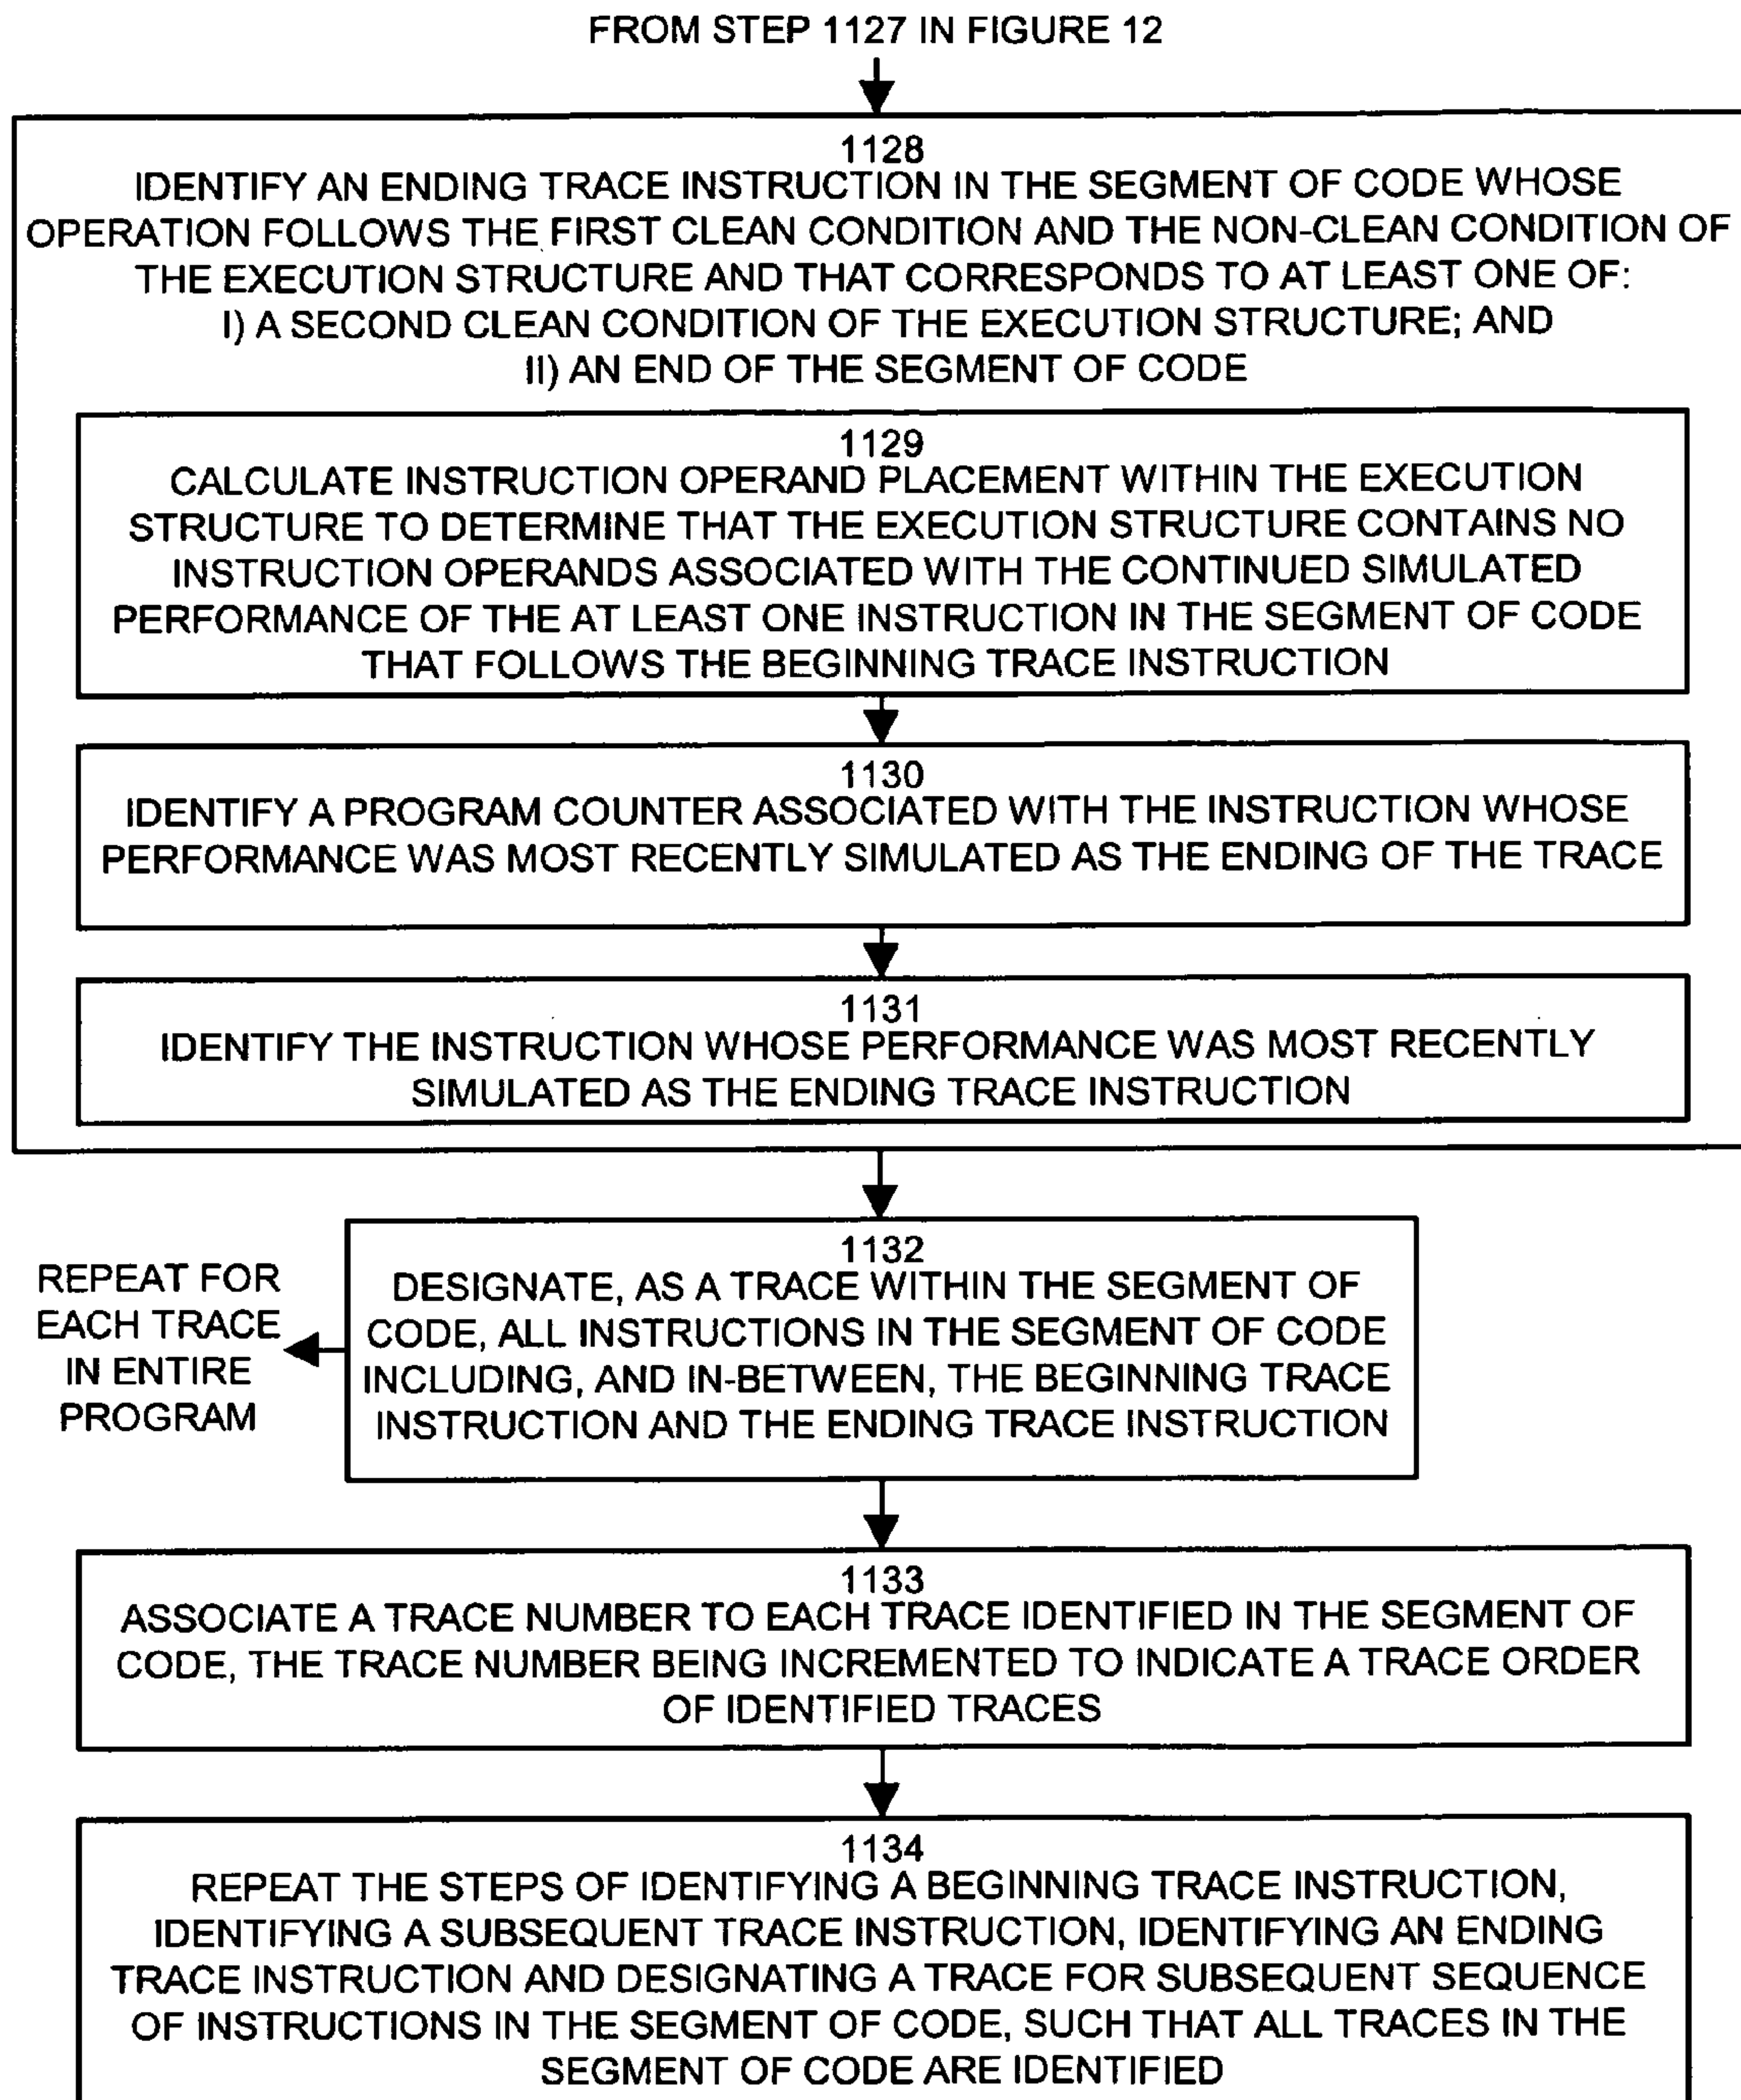 FROM STEP 1127 IN FIGURE 12
1128
IDENTIFY AN ENDING TRACE INSTRUCTION IN THE SEGMENT OF CODE WHOSE
OPERATION FOLLOWS THE FIRST CLEAN CONDITION AND THE NON-CLEAN CONDITION OF
THE EXECUTION STRUCTURE AND THAT CORRESPONDS TO AT LEAST ONE OF:
I) A SECOND CLEAN CONDITION OF THE EXECUTION STRUCTURE; AND
II) AN END OF THE SEGMENT OF CODE
1129
CALCULATE INSTRUCTION OPERAND PLACEMENT WITHIN THE EXECUTION
STRUCTURE TO DETERMINE THAT THE EXECUTION STRUCTURE CONTAINS NO
INSTRUCTION OPERANDS ASSOCIATED WITH THE CONTINUED SIMULATED
PERFORMANCE OF THE AT LEAST ONE INSTRUCTION IN THE SEGMENT OF CODE
THAT FOLLOWS THE BEGINNING TRACE INSTRUCTION
1130
IDENTIFY A PROGRAM COUNTER ASSOCIATED WITH THE INSTRUCTION WHOSE
PERFORMANCE WAS MOST RECENTLY SIMULATED AS THE ENDING OF THE TRACE
1131
IDENTIFY THE INSTRUCTION WHOSE PERFORMANCE WAS MOST RECENTLY
SIMULATED AS THE ENDING TRACE INSTRUCTION
REPEAT FOR
EACH TRACE
IN ENTIRE
PROGRAM
1132
DESIGNATE, AS A TRACE WITHIN THE SEGMENT OF
CODE, ALL INSTRUCTIONS IN THE SEGMENT OF CODE
INCLUDING, AND IN-BETWEEN, THE BEGINNING TRACE
INSTRUCTION AND THE ENDING TRACE INSTRUCTION
1133
ASSOCIATE A TRACE NUMBER TO EACH TRACE IDENTIFIED IN THE SEGMENT OF
CODE, THE TRACE NUMBER BEING INCREMENTED TO INDICATE A TRACE ORDER
OF IDENTIFIED TRACES
1134
REPEAT THE STEPS OF IDENTIFYING A BEGINNING TRACE INSTRUCTION,
IDENTIFYING A SUBSEQUENT TRACE INSTRUCTION, IDENTIFYING AN ENDING
TRACE INSTRUCTION AND DESIGNATING A TRACE FOR SUBSEQUENT SEQUENCE
OF INSTRUCTIONS IN THE SEGMENT OF CODE, SUCH THAT ALL TRACES IN THE
SEGMENT OF CODE ARE IDENTIFIED